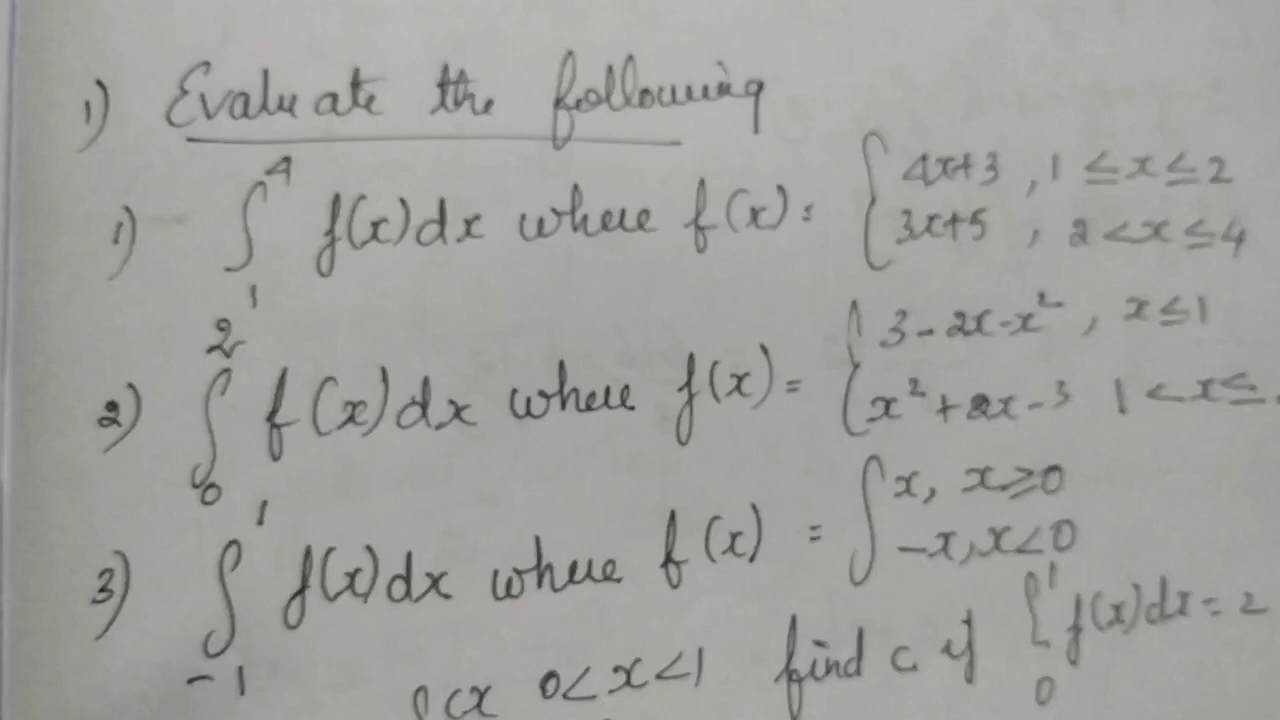 1) Evaluate the following
1) ∫₁⁴ f(x)dx where f(x) = { 4x+3 , 1 ≤ x ≤ 2
3x+5 , 2 < x ≤ 4
2) ∫₀² f(x)dx where f(x) = { 3-2x-x² , x ≤ 1
x² + 2x - 3 1 < x ≤
3) ∫₋₁¹ f(x)dx where f(x) = { x, x ≥ 0
-x, x < 0
{ cx 0 < x < 1 find c if ∫₀¹ f(x)dx = 2